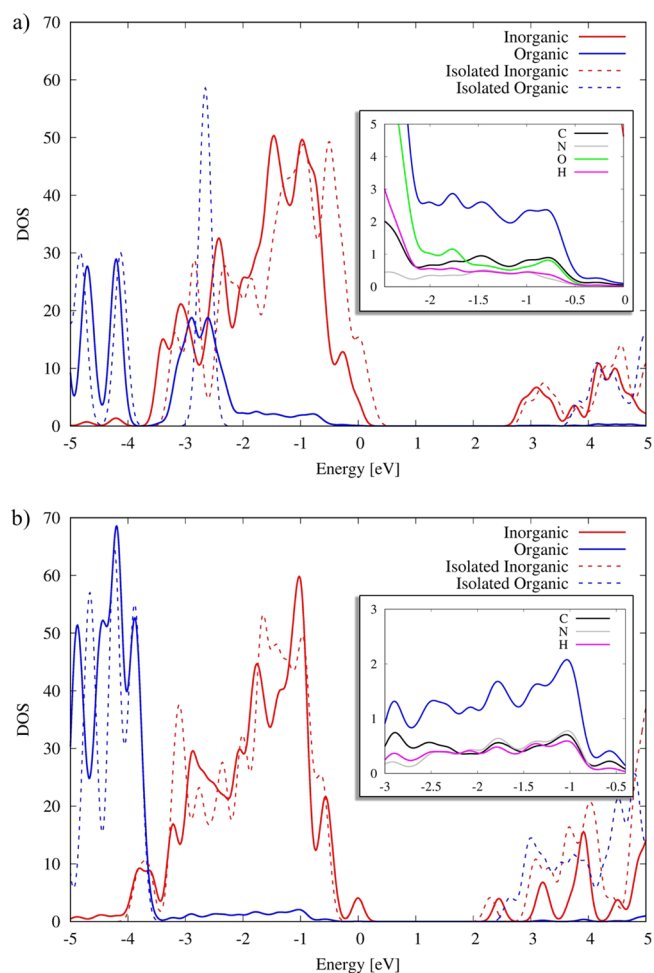 a)
70
60
50
40
30
20
10
0
DOS
Inorganic
Organic
Isolated Inorganic
Isolated Organic
5
4
3
2
1
0
C
N
O
H
-2 -1.5 -1 -0.5 0
-5 -4 -3 -2 -1 0 1 2 3 4 5
Energy [eV]
b)
70
60
50
40
30
20
10
0
DOS
Inorganic
Organic
Isolated Inorganic
Isolated Organic
3
2
1
0
C
N
H
-3 -2.5 -2 -1.5 -1 -0.5
-5 -4 -3 -2 -1 0 1 2 3 4 5
Energy [eV]